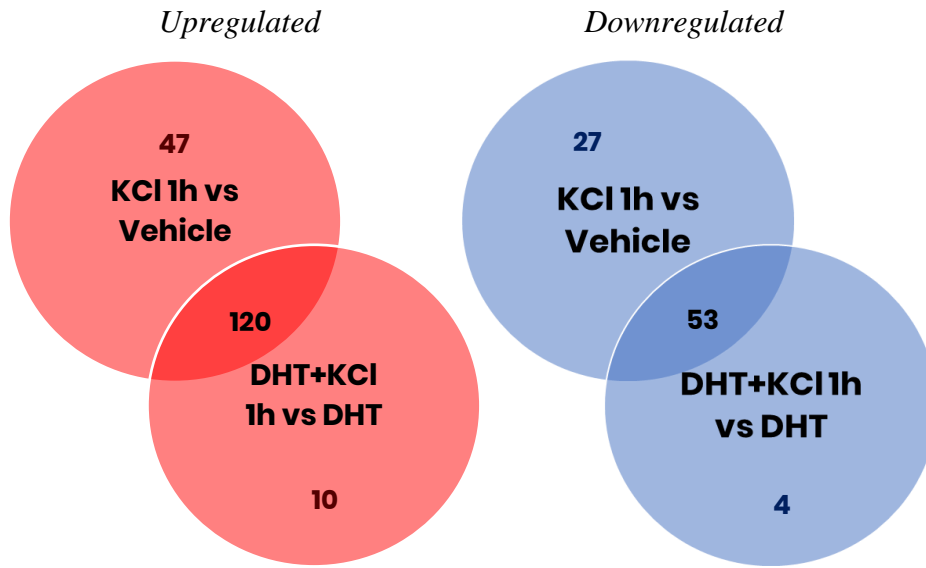 Upregulated
47
KCl 1h vs
Vehicle
120
DHT+KCl
1h vs DHT
10
Downregulated
27
KCl 1h vs
Vehicle
53
DHT+KCl 1h
vs DHT
4